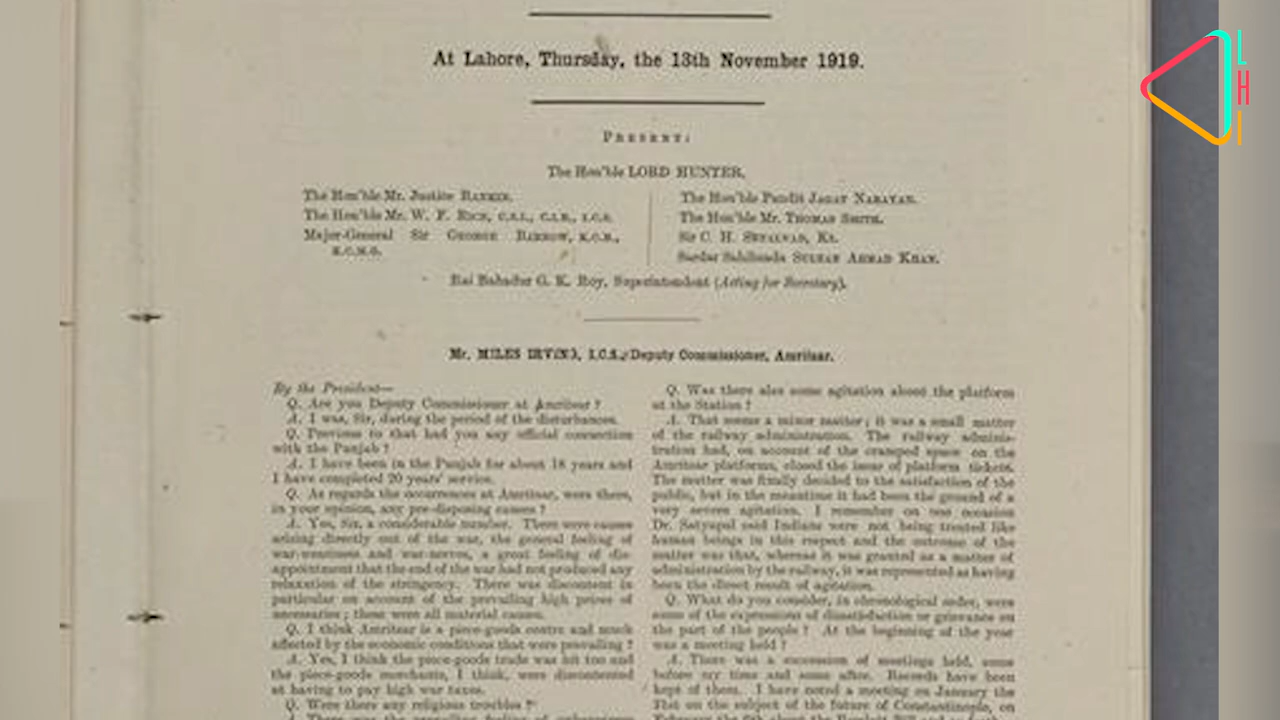 At Lahore, Thursday, the 13th November 1919.
PRESENT:
The Hon'ble LORD HUNTER.
The Hon'ble Mr. Justice RANKIN.
The Hon'ble Mr. W. F. RICE, C.S.I., C.I.E., I.C.S.
Major-General Sir GEORGE BARROW, K.C.B.,
K.C.M.G.
The Hon'ble Pandit JAGAT NARAYAN.
The Hon'ble Mr. THOMAS SMITH.
Sir C. H. SETALVAD, Kt.
Sardar Sahibzada SULTAN AHMAD KHAN.
Rai Bahadur G. K. Roy, Superintendent (Acting for Secretary).
Mr. MILES IRVING, I.C.S., Deputy Commissioner, Amritsar.
By the President—
Q. Are you Deputy Commissioner at Amritsar ?
A. I was, Sir, during the period of the disturbances.
Q. Previous to that had you any official connection
with the Punjab ?
A. I have been in the Punjab for about 18 years and
I have completed 20 years' service.
Q. As regards the occurrences at Amritsar, were there,
in your opinion, any pre-disposing causes ?
A. Yes, Sir, a considerable number. There were causes
arising directly out of the war, the general feeling of
war-weariness and war-nerves, a great feeling of dis-
appointment that the end of the war had not produced any
relaxation of the stringency. There was discontent in
particular on account of the prevailing high prices of
necessaries ; these were all material causes.
Q. I think Amritsar is a piece-goods centre and much
affected by the economic conditions that were prevailing ?
A. Yes, I think the piece-goods trade was hit too and
the piece-goods merchants, I think, were discontented
at having to pay high war taxes.
Q. Were there any religious troubles ?
A. There was the prevailing feeling of
Q. Was there also some agitation about the platform
at the Station ?
A. That seems a minor matter ; it was a small matter
of the railway administration. The railway adminis-
tration had, on account of the cramped space on the
Amritsar platforms, closed the issue of platform tickets.
The matter was finally decided to the satisfaction of the
public, but in the meantime it had been the ground of a
very severe agitation. I remember on one occasion
Dr. Satyapal said Indians were not being treated like
human beings in this respect and the outcome of the
matter was that, whereas it was granted as a matter of
administration by the railway, it was represented as having
been the direct result of agitation.
Q. What do you consider, in chronological order, were
some of the expressions of dissatisfaction or grievance on
the part of the people ? At the beginning of the year
was a meeting held ?
A. There was a succession of meetings held, some
before my time and some after. Records have been
kept of them. I have noted a meeting on January the
31st on the subject of the future of Constantinople, on
February the 6th about the Rowlatt Bill and
LHI